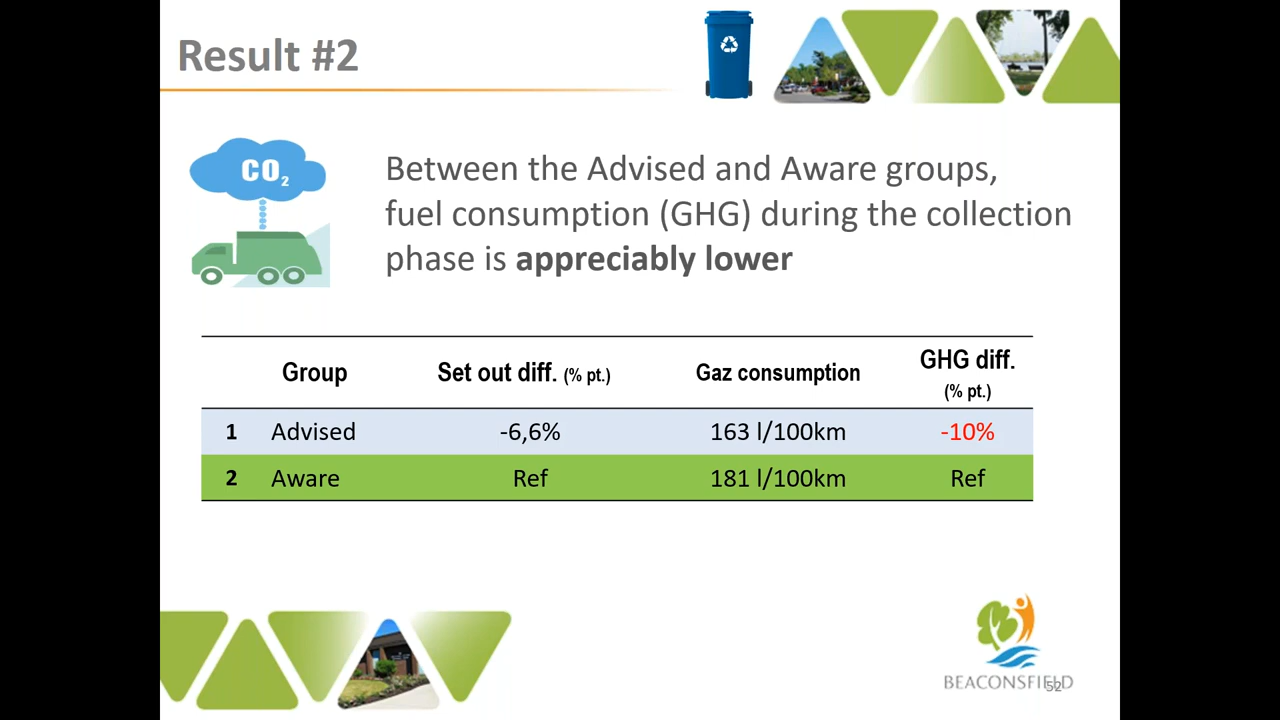 Result #2
CO2
Between the Advised and Aware groups,
fuel consumption (GHG) during the collection
phase is appreciably lower
Group Set out diff. (% pt.) Gaz consumption GHG diff. (% pt.)
1 Advised -6,6% 163 l/100km -10%
2 Aware Ref 181 l/100km Ref
BEACONSFIELD
52